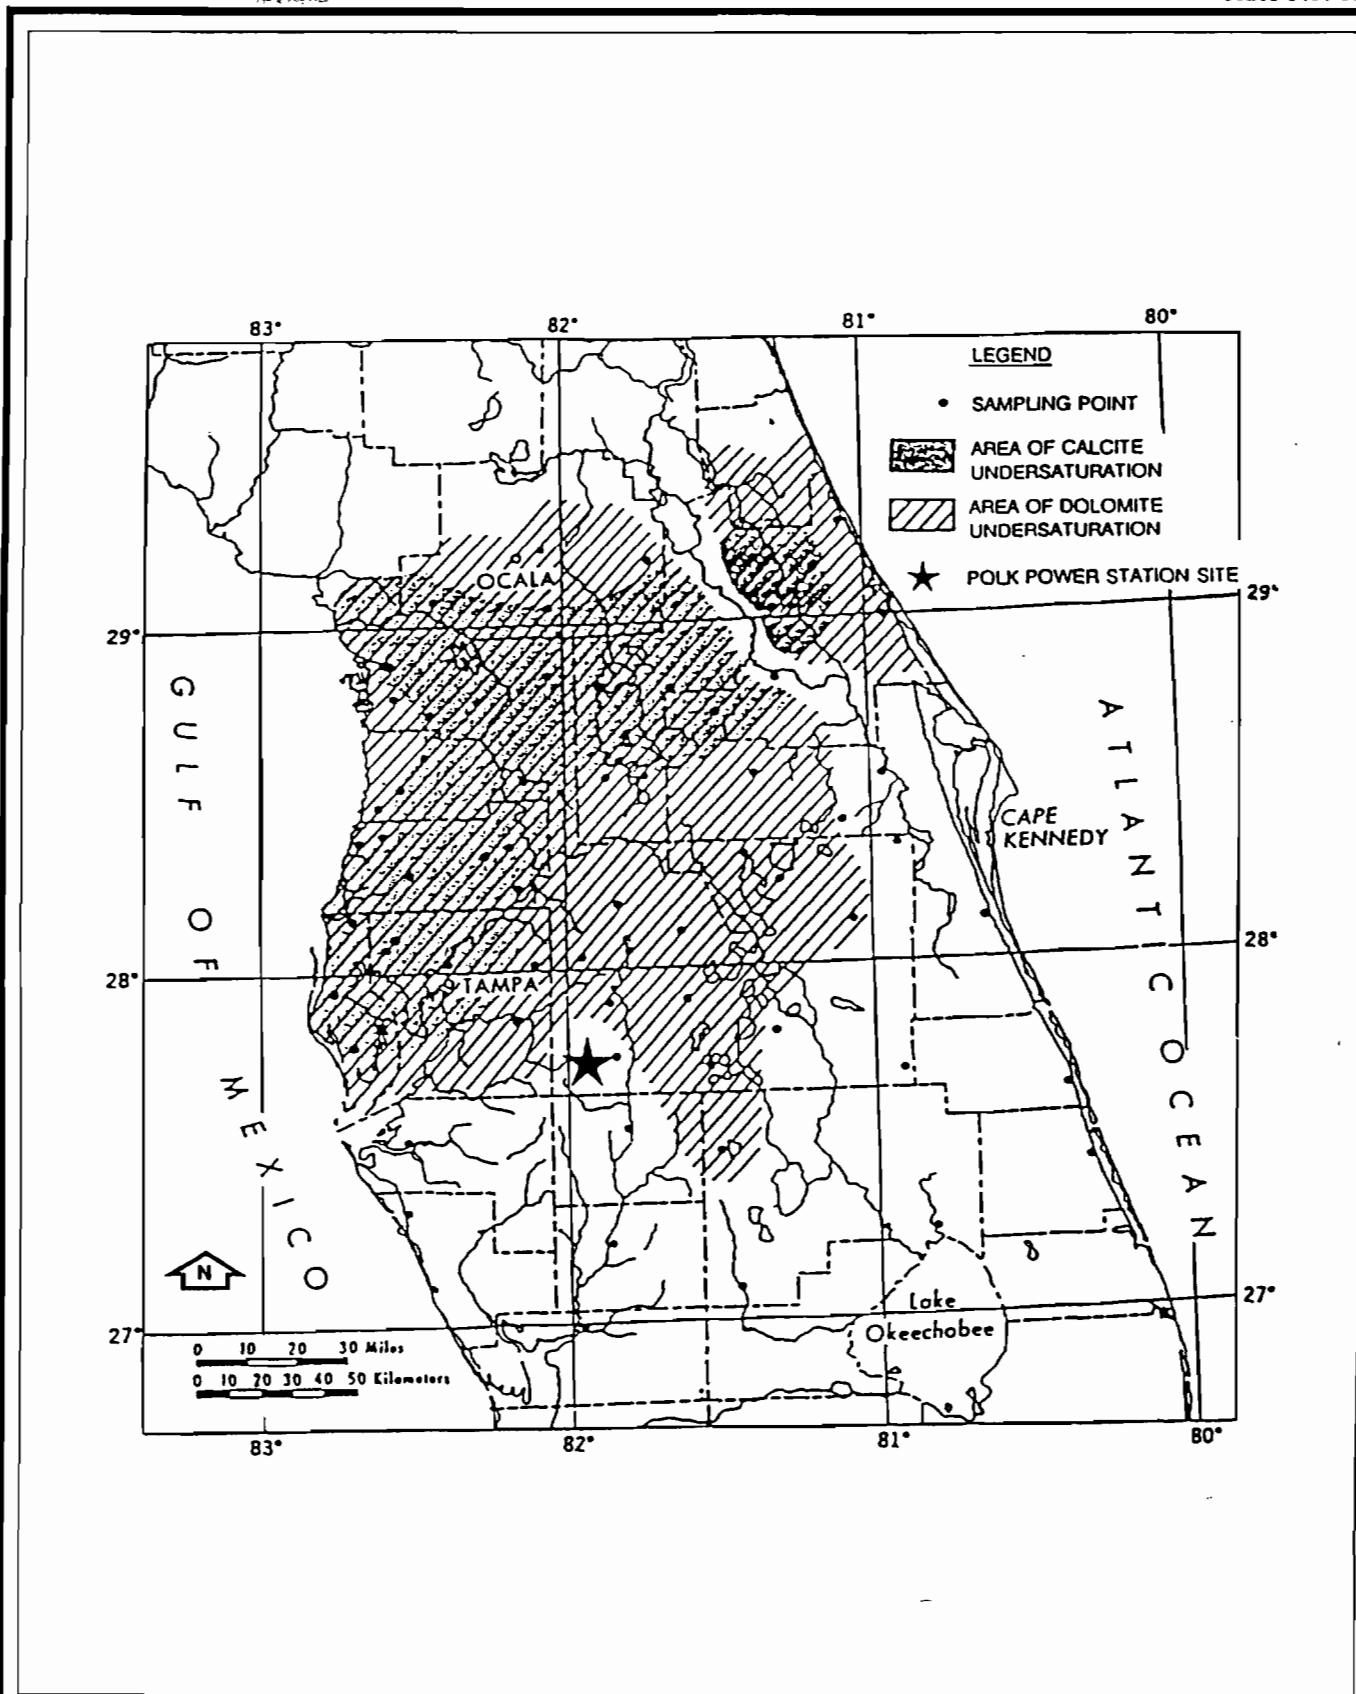 83°
82°
81°
80°
LEGEND
SAMPLING POINT
AREA OF CALCITE
UNDERSATURATION
AREA OF DOLOMITE
UNDERSATURATION
POLK POWER STATION SITE
OCALA
29°
29°
GULF OF MEXICO
ATLANTIC OCEAN
CAPE
KENNEDY
28°
28°
TAMPA
N
27°
27°
Lake
Okeechobee
0 10 20 30 Miles
0 10 20 30 40 50 Kilometers
83°
82°
81°
80°